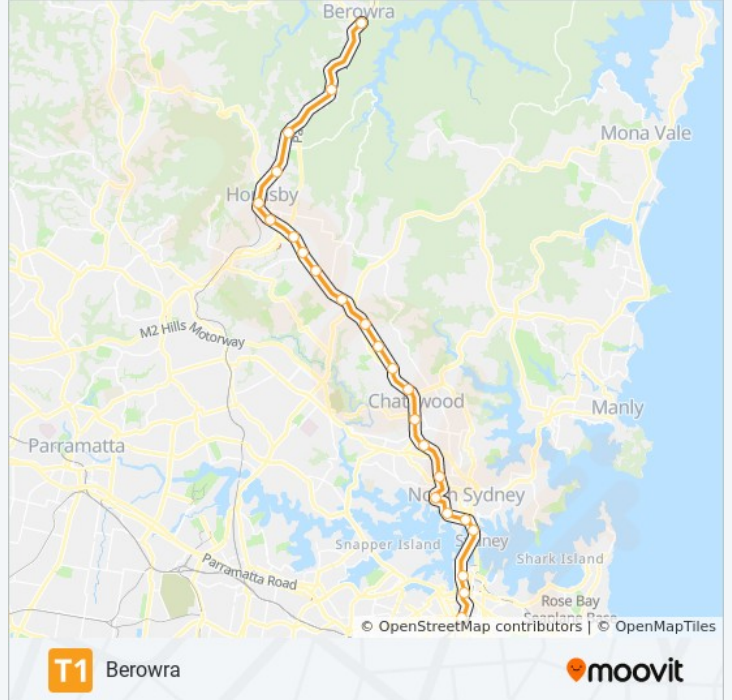 Berowra
Mona Vale
Hornsby
M2 Hills Motorway
Chatswood
Manly
Parramatta
North Sydney
Snapper Island
Sydney
Shark Island
Parramatta Road
Rose Bay
© OpenStreetMap contributors | © OpenMapTiles
T1 Berowra
moovit